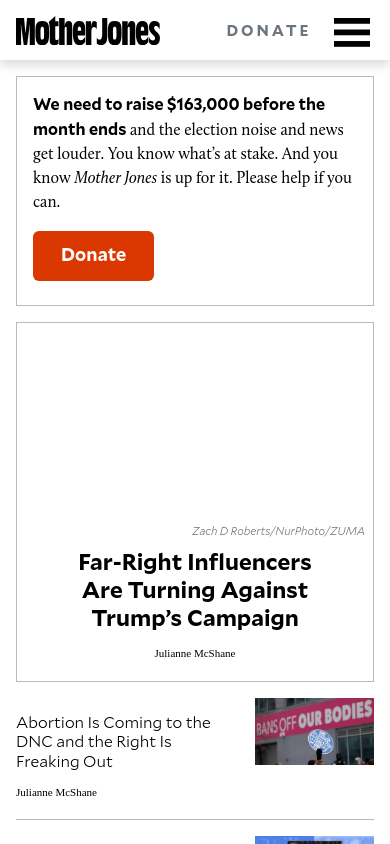 Mother Jones
DONATE
We need to raise $163,000 before the
month ends and the election noise and news
get louder. You know what's at stake. And you
know Mother Jones is up for it. Please help if you
can.
Donate
Zach D Roberts/NurPhoto/ZUMA
Far-Right Influencers
Are Turning Against
Trump's Campaign
Julianne McShane
Abortion Is Coming to the
DNC and the Right Is
Freaking Out
BANS OFF OUR BODIES
Julianne McShane